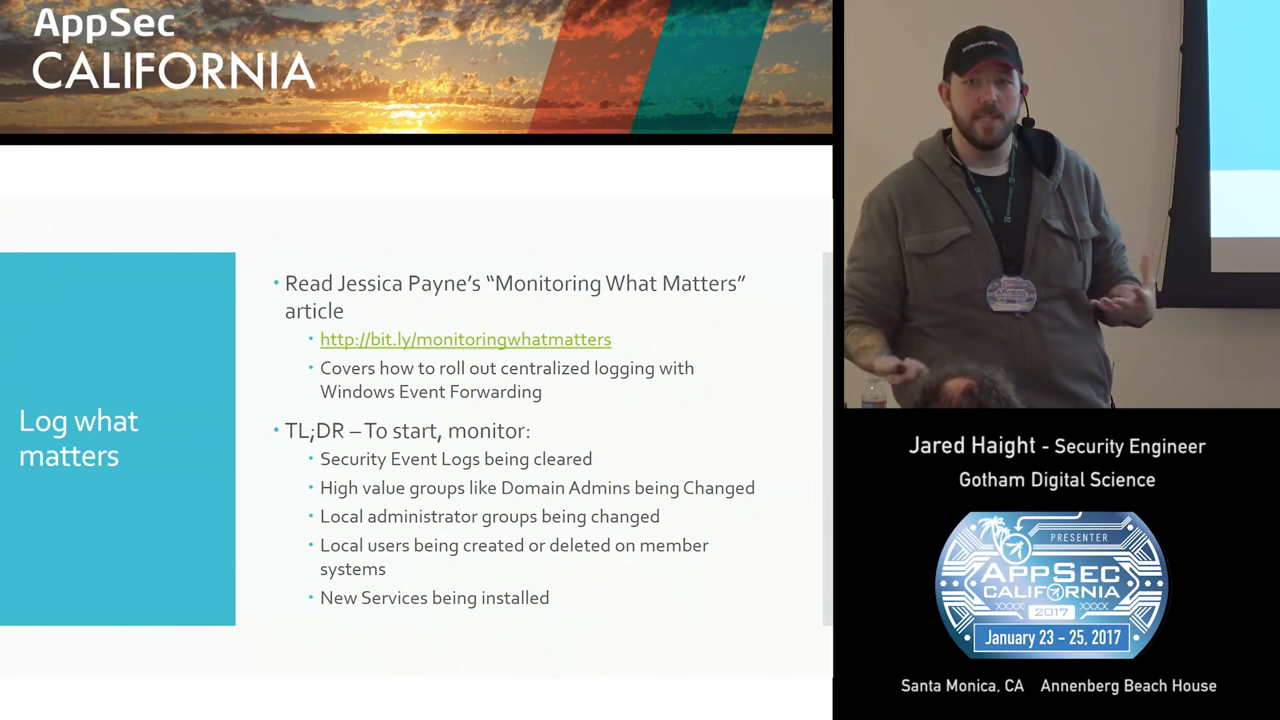 AppSec
CALIFORNIA
Log what
matters
• Read Jessica Payne's “Monitoring What Matters”
article
• http://bit.ly/monitoringwhatmatters
• Covers how to roll out centralized logging with
Windows Event Forwarding
• TL;DR – To start, monitor:
• Security Event Logs being cleared
• High value groups like Domain Admins being Changed
• Local administrator groups being changed
• Local users being created or deleted on member
systems
• New Services being installed
Jared Haight - Security Engineer
Gotham Digital Science
PRESENTER
APPSEC
CALIFORNIA
XXXX 2017 XXXX
January 23 - 25, 2017
Santa Monica, CA Annenberg Beach House